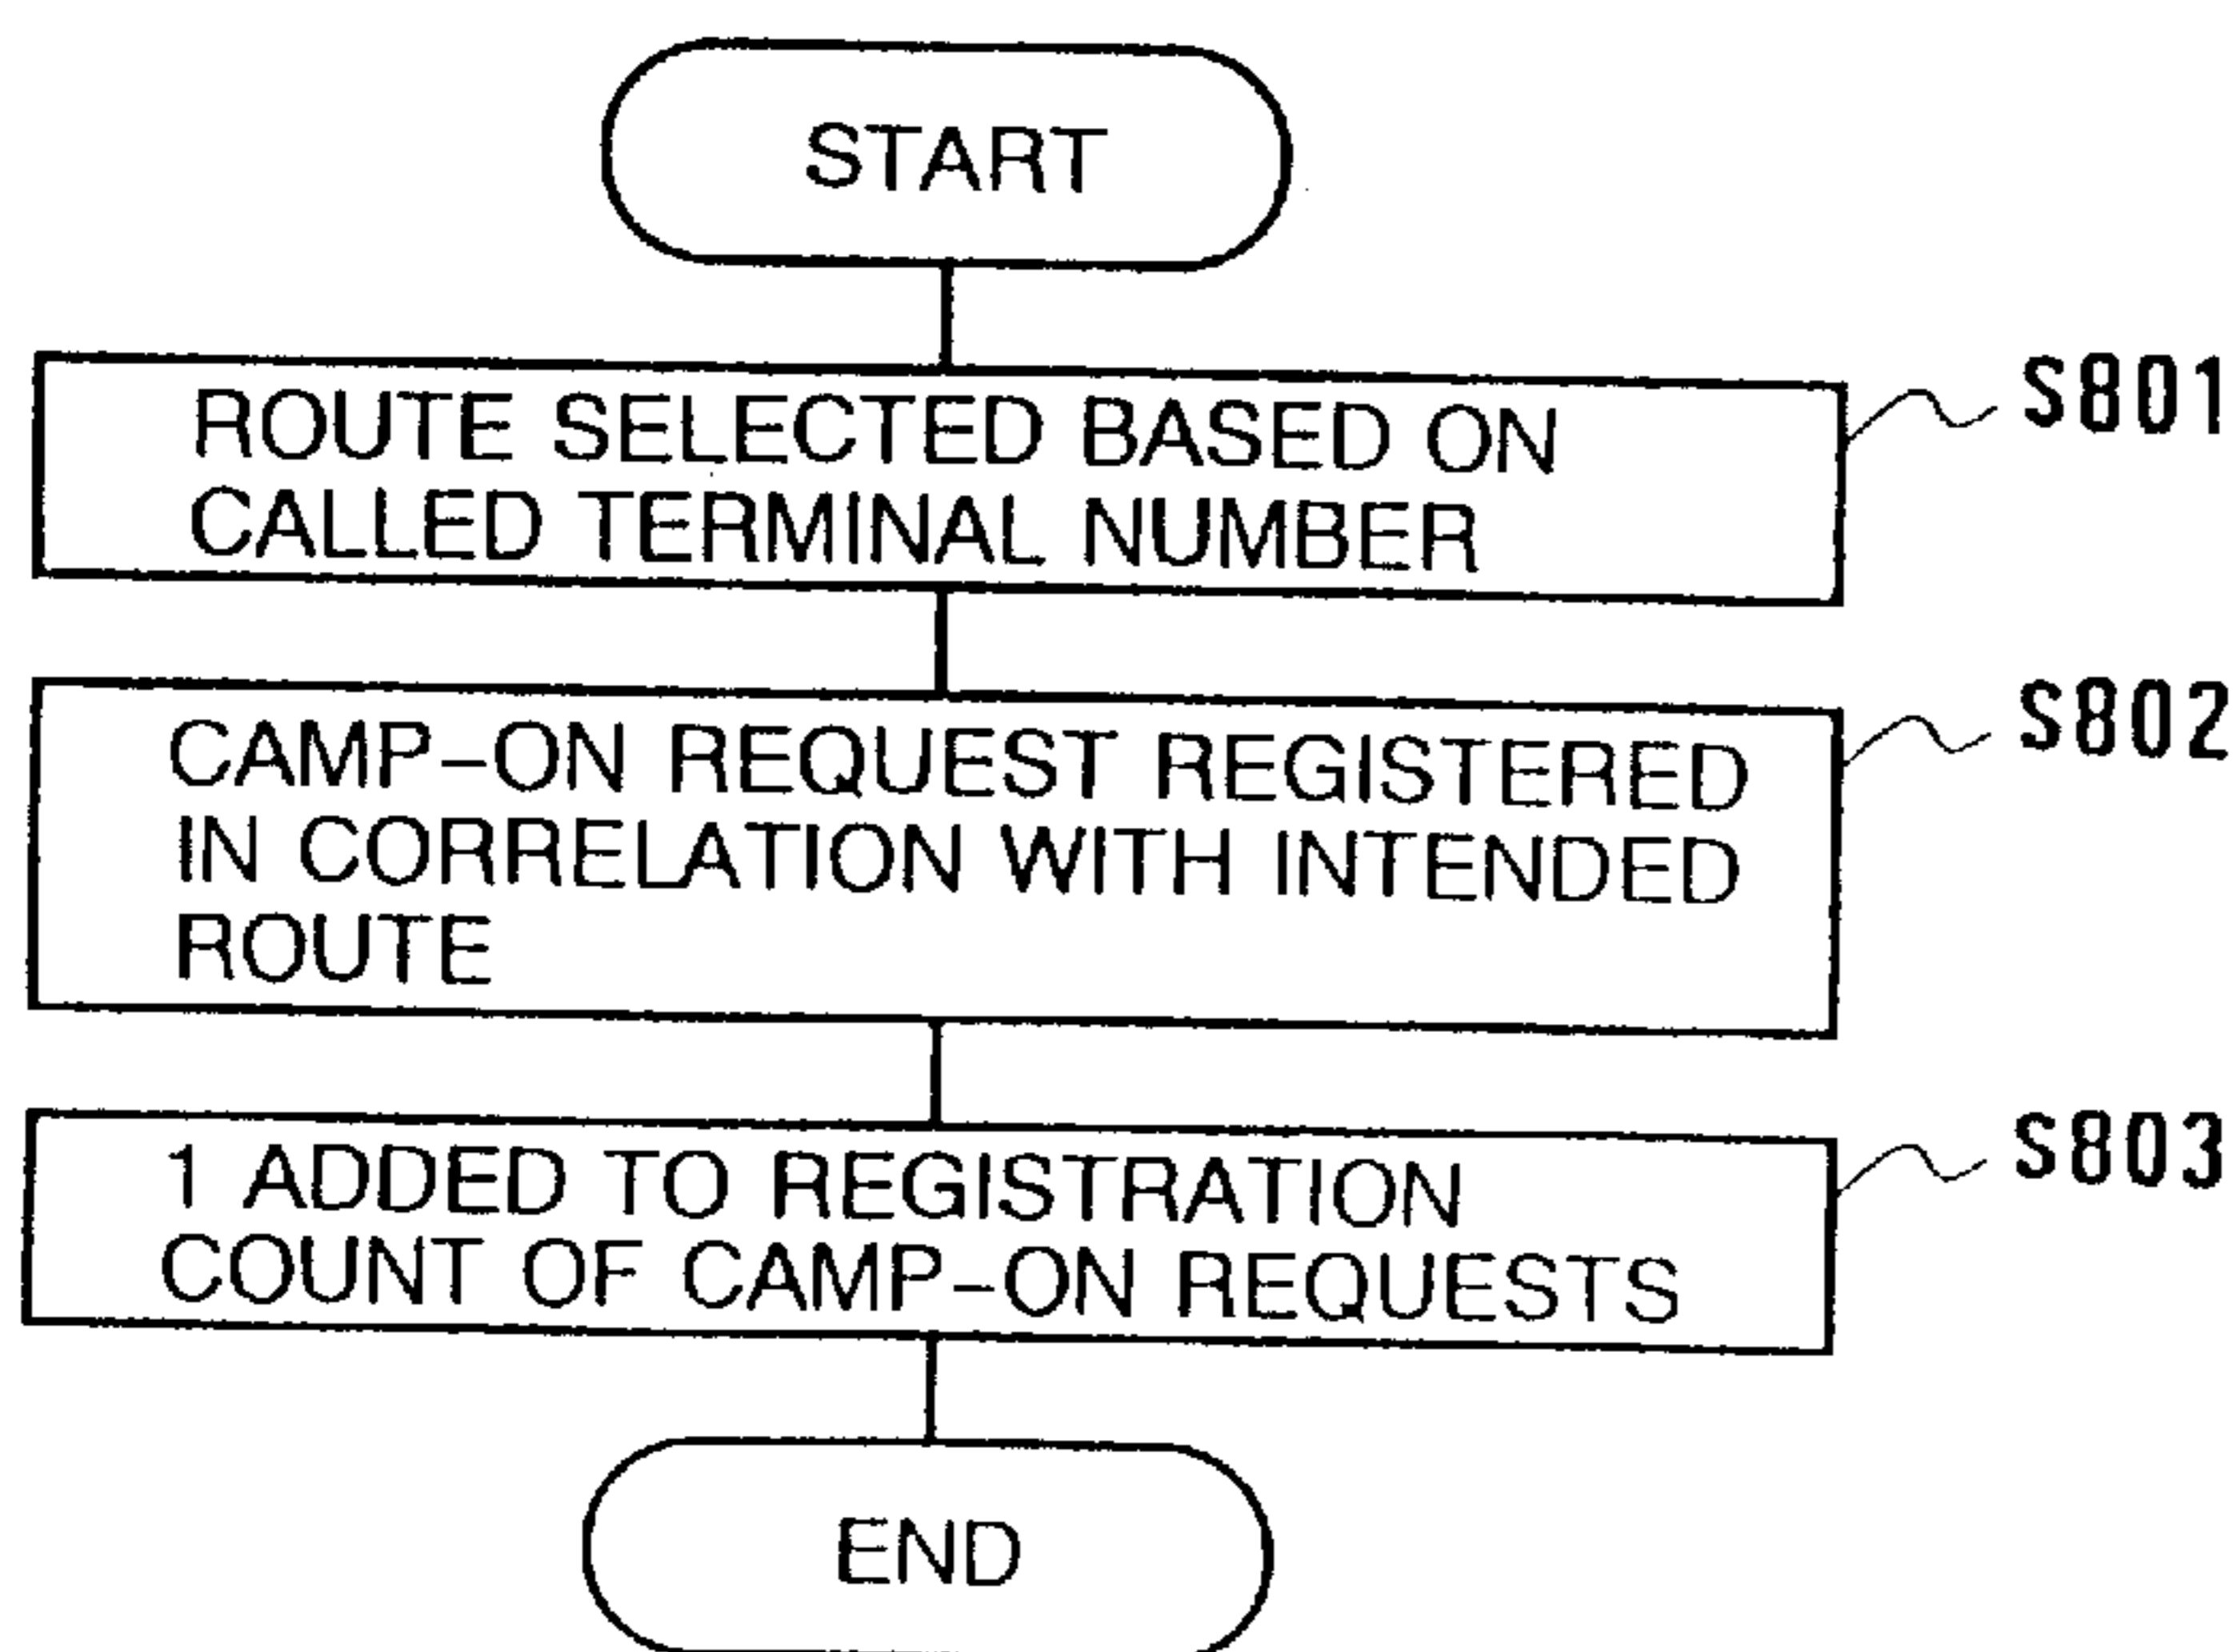 START
ROUTE SELECTED BASED ON
CALLED TERMINAL NUMBER
S801
CAMP-ON REQUEST REGISTERED
IN CORRELATION WITH INTENDED
ROUTE
S802
1 ADDED TO REGISTRATION
COUNT OF CAMP-ON REQUESTS
S803
END